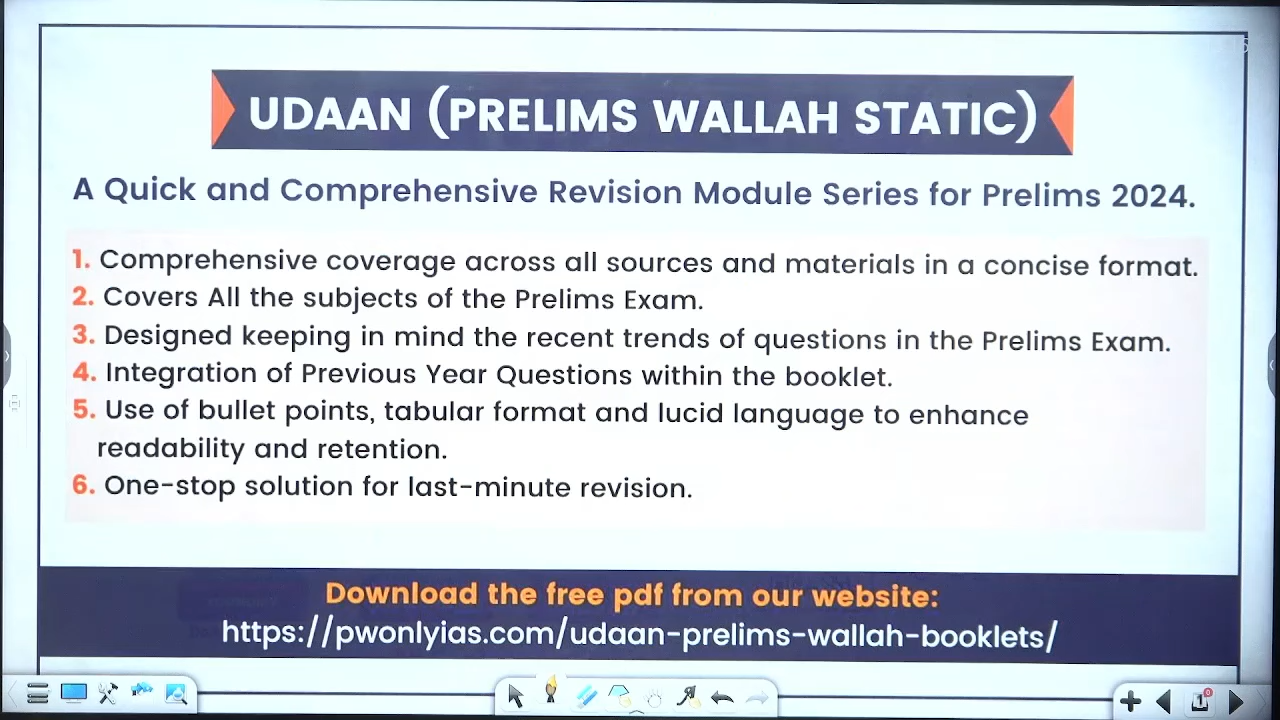 UDAAN (PRELIMS WALLAH STATIC)
A Quick and Comprehensive Revision Module Series for Prelims 2024.
1. Comprehensive coverage across all sources and materials in a concise format.
2. Covers All the subjects of the Prelims Exam.
3. Designed keeping in mind the recent trends of questions in the Prelims Exam.
4. Integration of Previous Year Questions within the booklet.
5. Use of bullet points, tabular format and lucid language to enhance
readability and retention.
6. One-stop solution for last-minute revision.
Download the free pdf from our website:
https://pwonlyias.com/udaan-prelims-wallah-booklets/